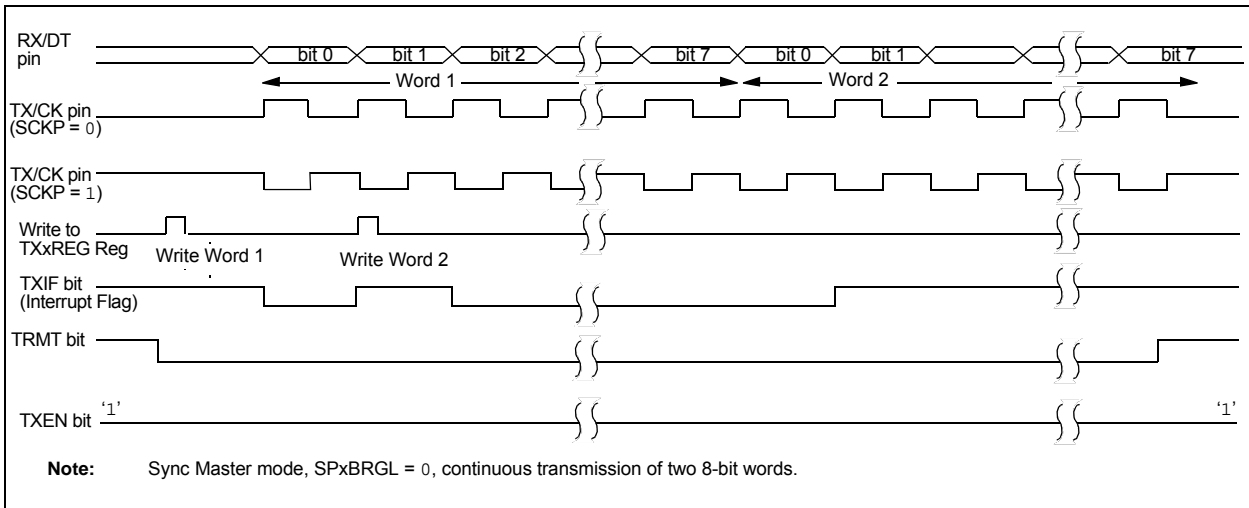 RX/DT
pin
bit 0 bit 1 bit 2 bit 7 bit 0 bit 1 bit 7
Word 1 Word 2
TX/CK pin
(SCKP = 0)
TX/CK pin
(SCKP = 1)
Write to
TXxREG Reg
Write Word 1 Write Word 2
TXIF bit
(Interrupt Flag)
TRMT bit
TXEN bit ‘1’ ‘1’
Note: Sync Master mode, SPxBRGL = 0, continuous transmission of two 8-bit words.